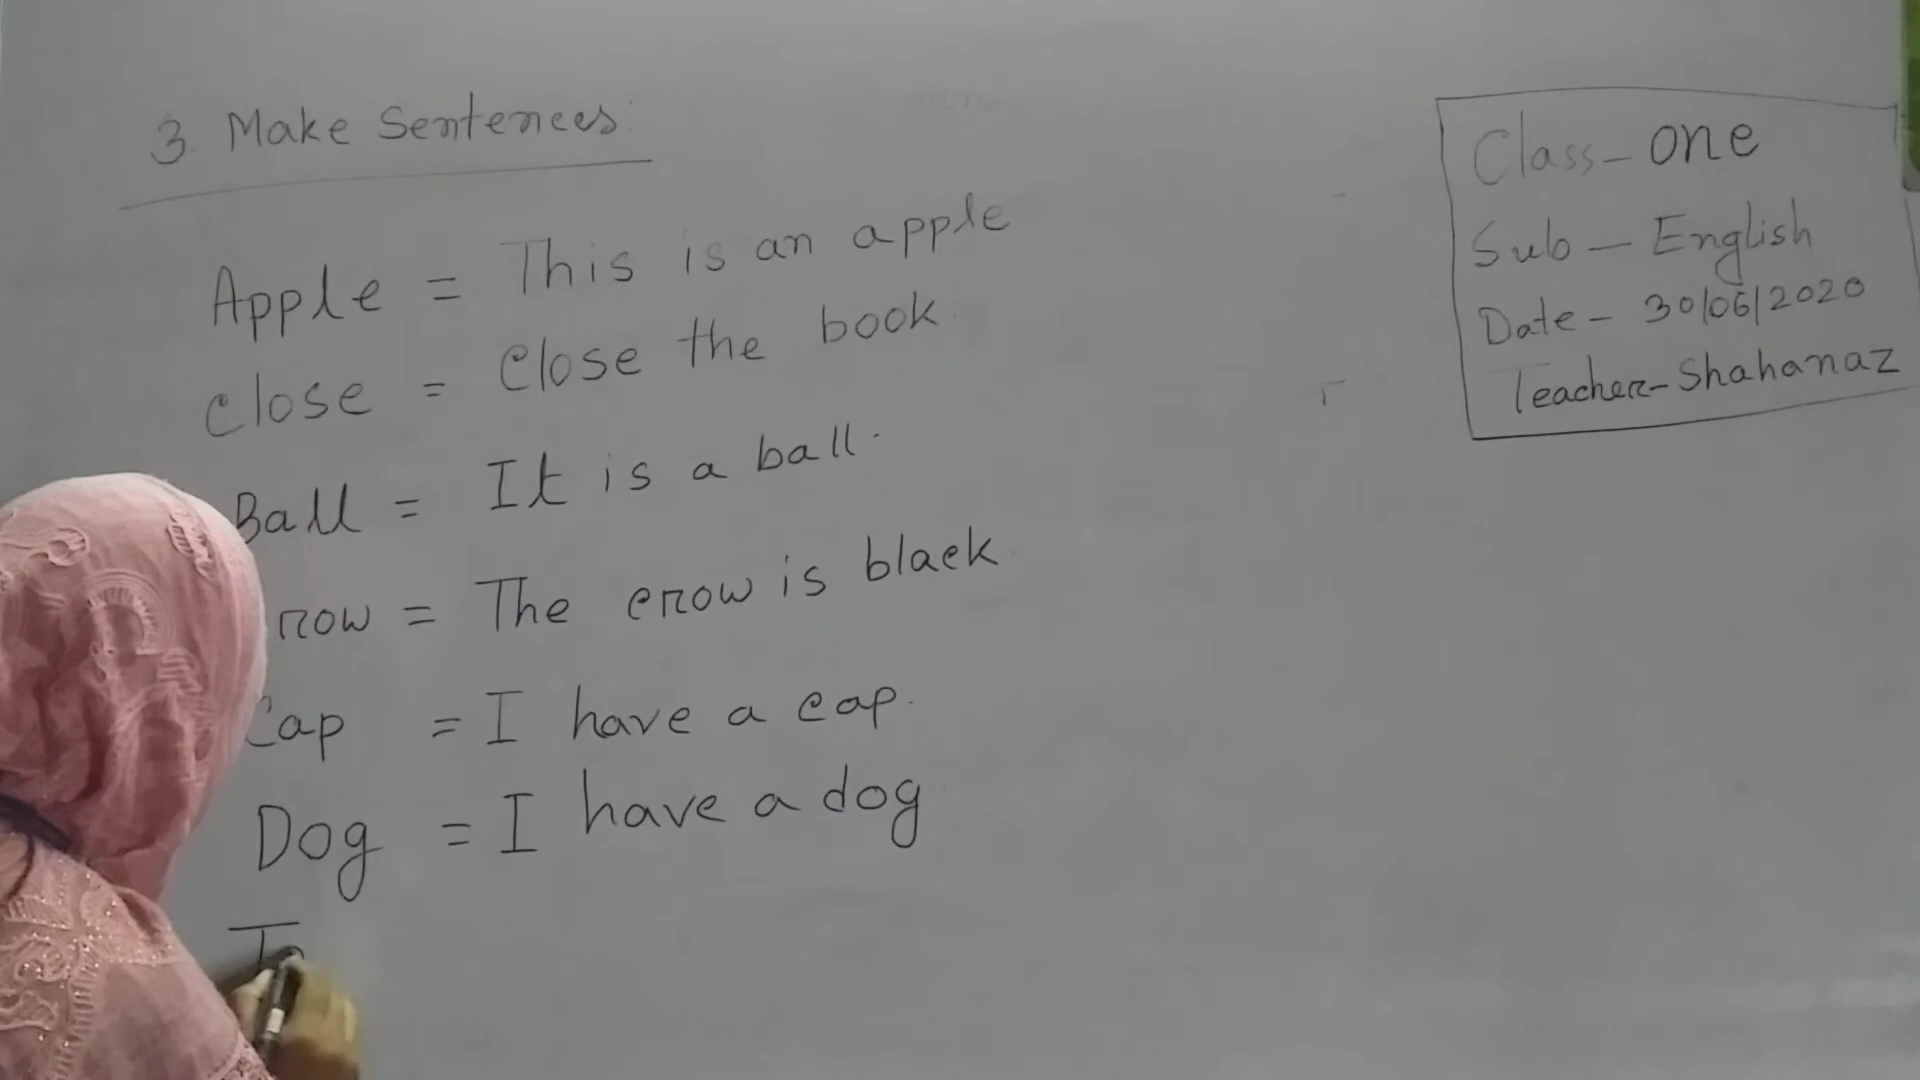 3. Make Sentences:
Apple = This is an apple
close = Close the book
Ball = It is a ball.
row = The crow is black
Cap = I have a cap.
Dog = I have a dog
Class - one
Sub - English
Date - 30/06/2020
Teacher - Shahanaz